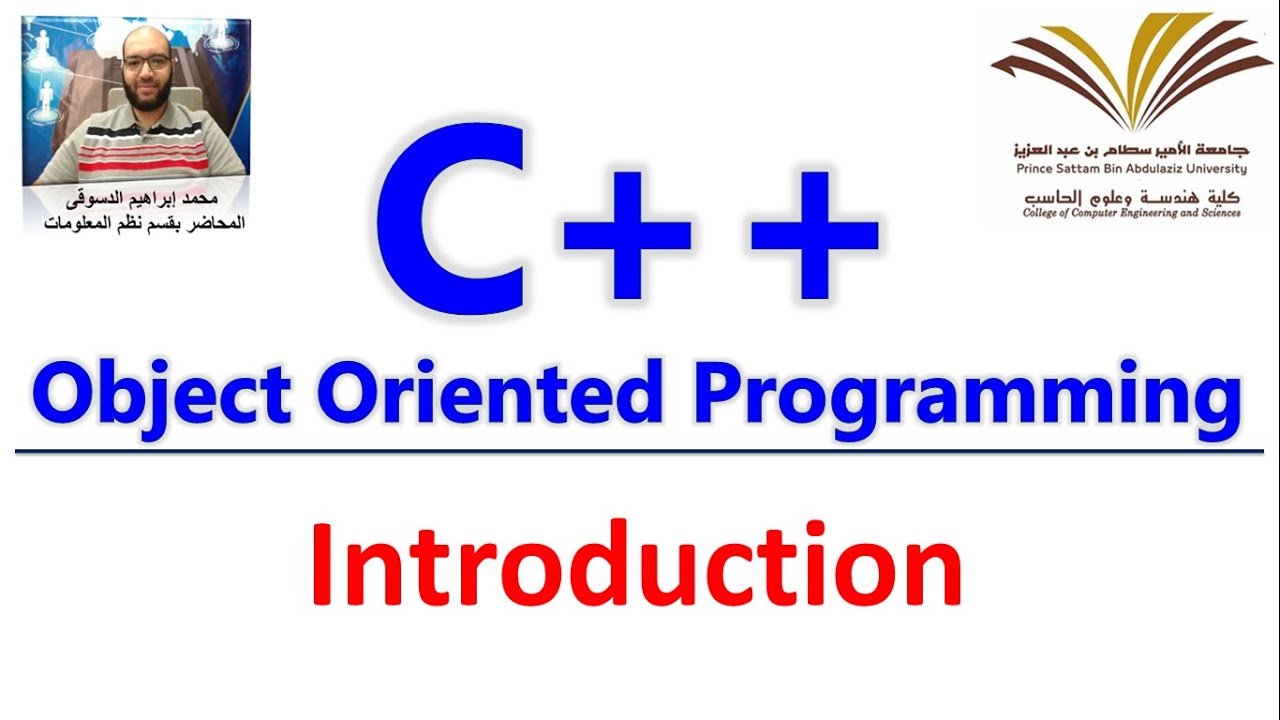 محمد إبراهيم الدسوقى
المحاضر بقسم نظم المعلومات
جامعة الأمير سطام بن عبد العزيز
Prince Sattam Bin Abdulaziz University
كلية هندسة وعلوم الحاسب
College of Computer Engineering and Sciences
C++
Object Oriented Programming
Introduction